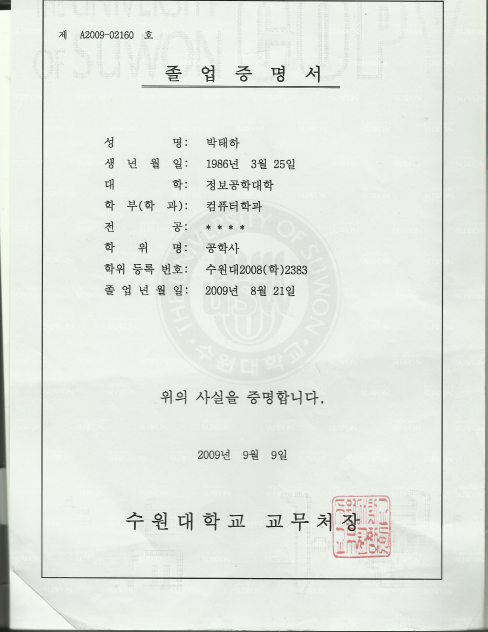 THE UNIVERSITY
OF SUWON COPY
제 A2009-02160 호
졸 업 증 명 서
성 명: 박태하
생 년 월 일: 1986년 3월 25일
대 학: 정보공학대학
학 부(학 과): 컴퓨터학과
전 공: * * * *
학 위 명: 공학사
학위 등록 번호: 수원대2008(학)2383
졸 업 년 월 일: 2009년 8월 21일
THE UNIVERSITY OF SUWON
수원대학교
위의 사실을 증명합니다.
2009년 9월 9일
수원대학교 교무처장